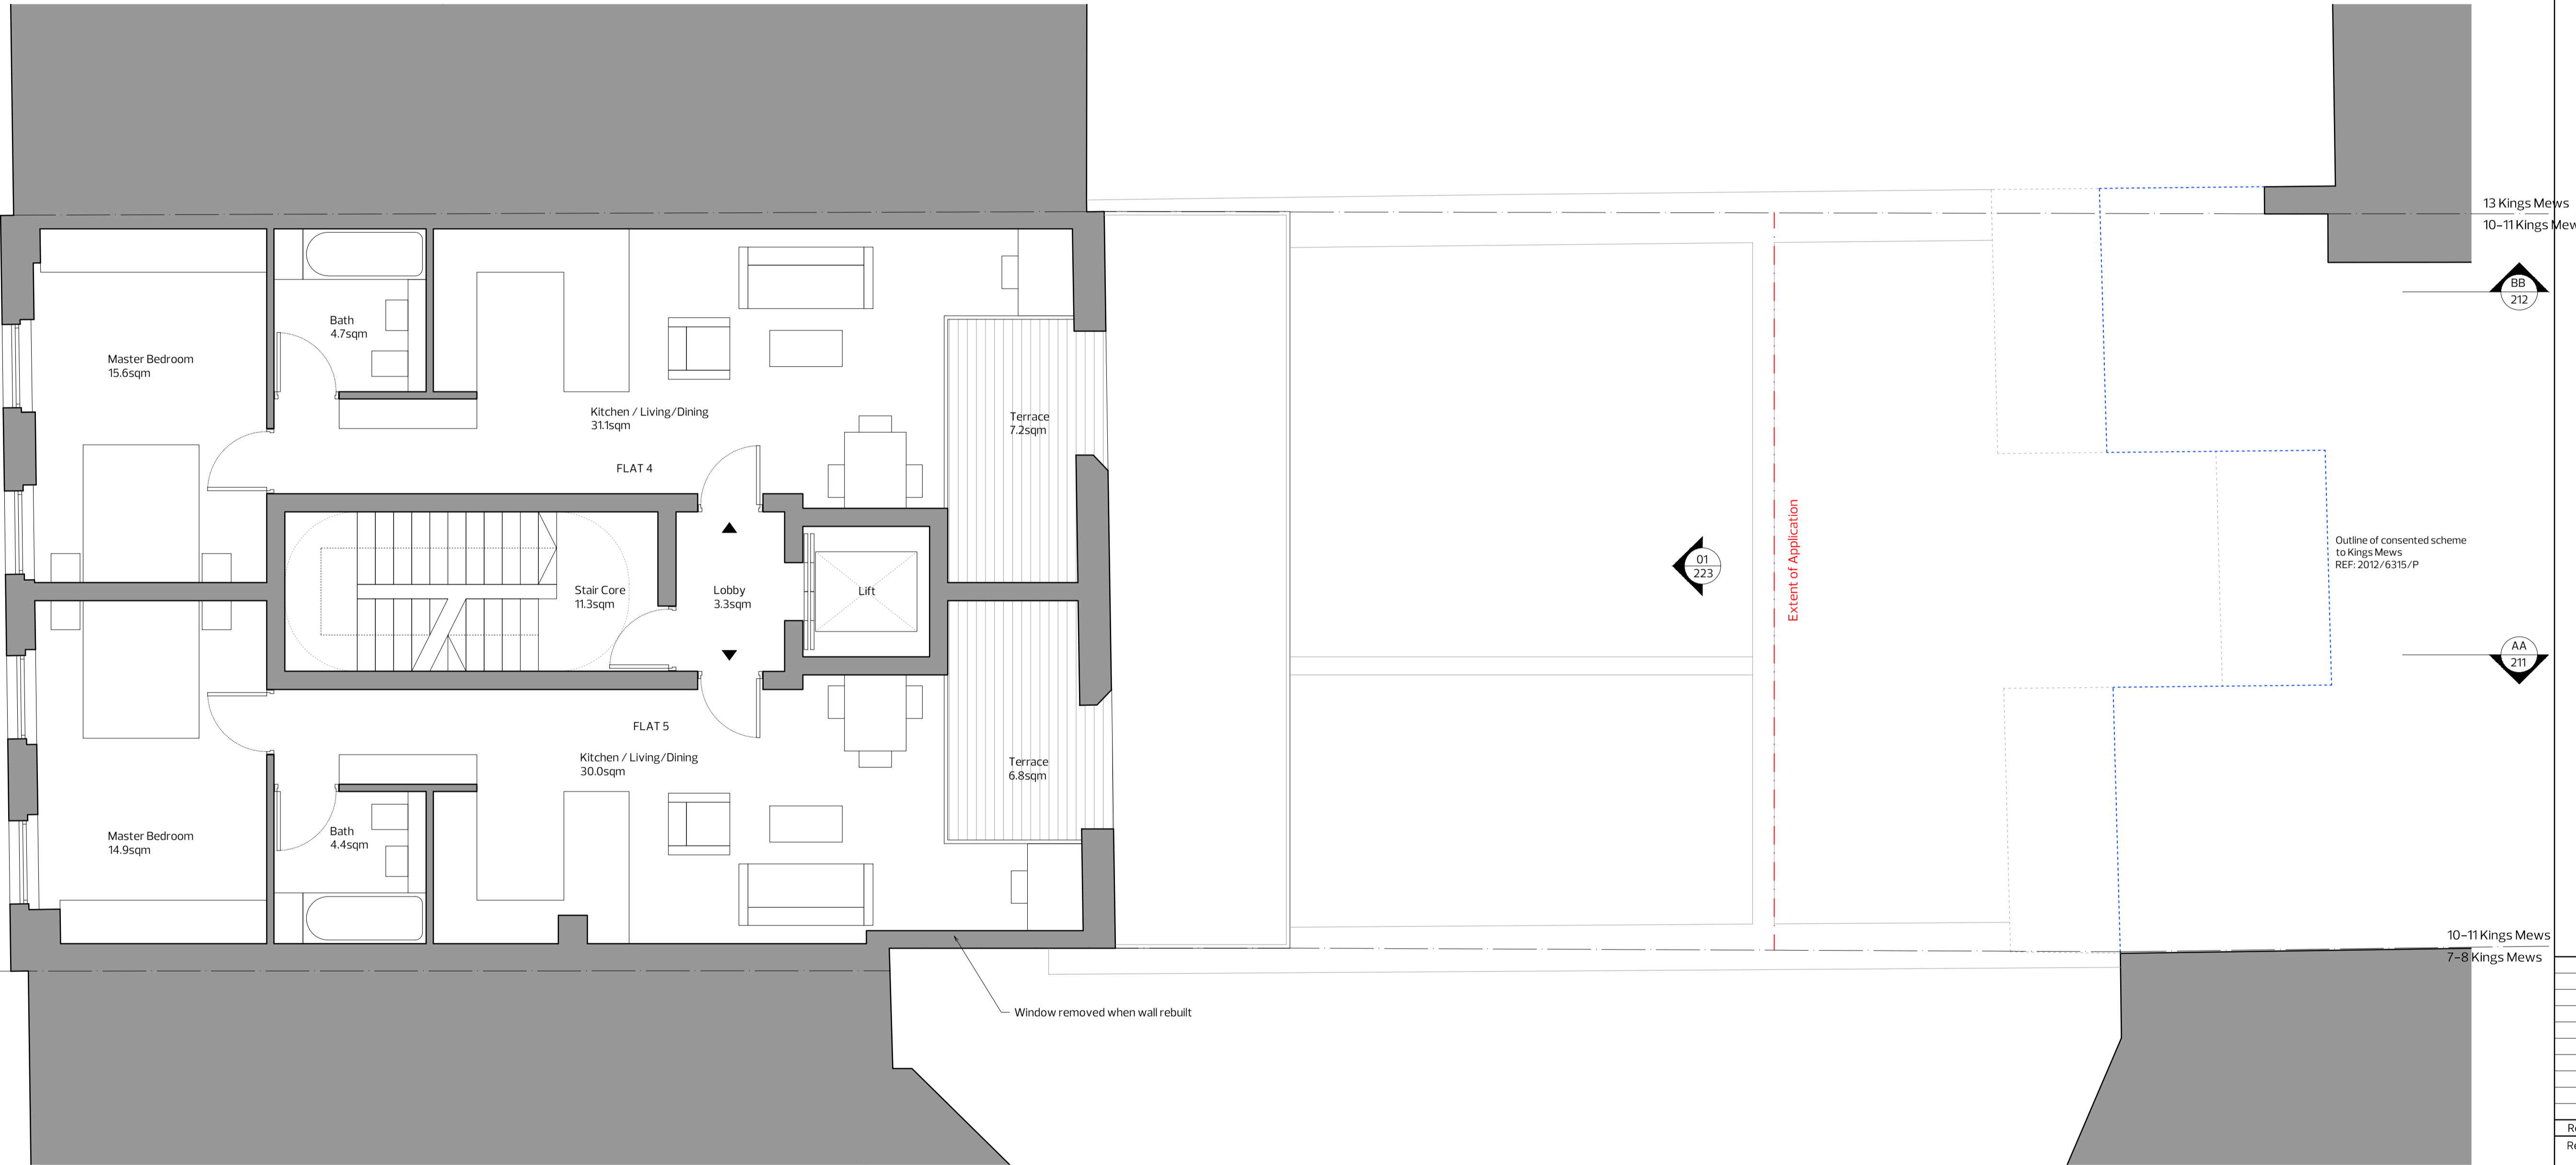 13 Kings Mews
10-11 Kings Mew
BB
212
Bath
4.7sqm
Master Bedroom
15.6sqm
Kitchen / Living/Dining
31.1sqm
Terrace
7.2sqm
FLAT 4
Extent of Application
Outline of consented scheme
to Kings Mews
REF: 2012/6315/P
01
223
Stair Core
11.3sqm
Lobby
3.3sqm
Lift
AA
211
FLAT 5
Kitchen / Living/Dining
30.0sqm
Terrace
6.8sqm
Master Bedroom
14.9sqm
Bath
4.4sqm
10-11 Kings Mews
7-8 Kings Mews
Window removed when wall rebuilt